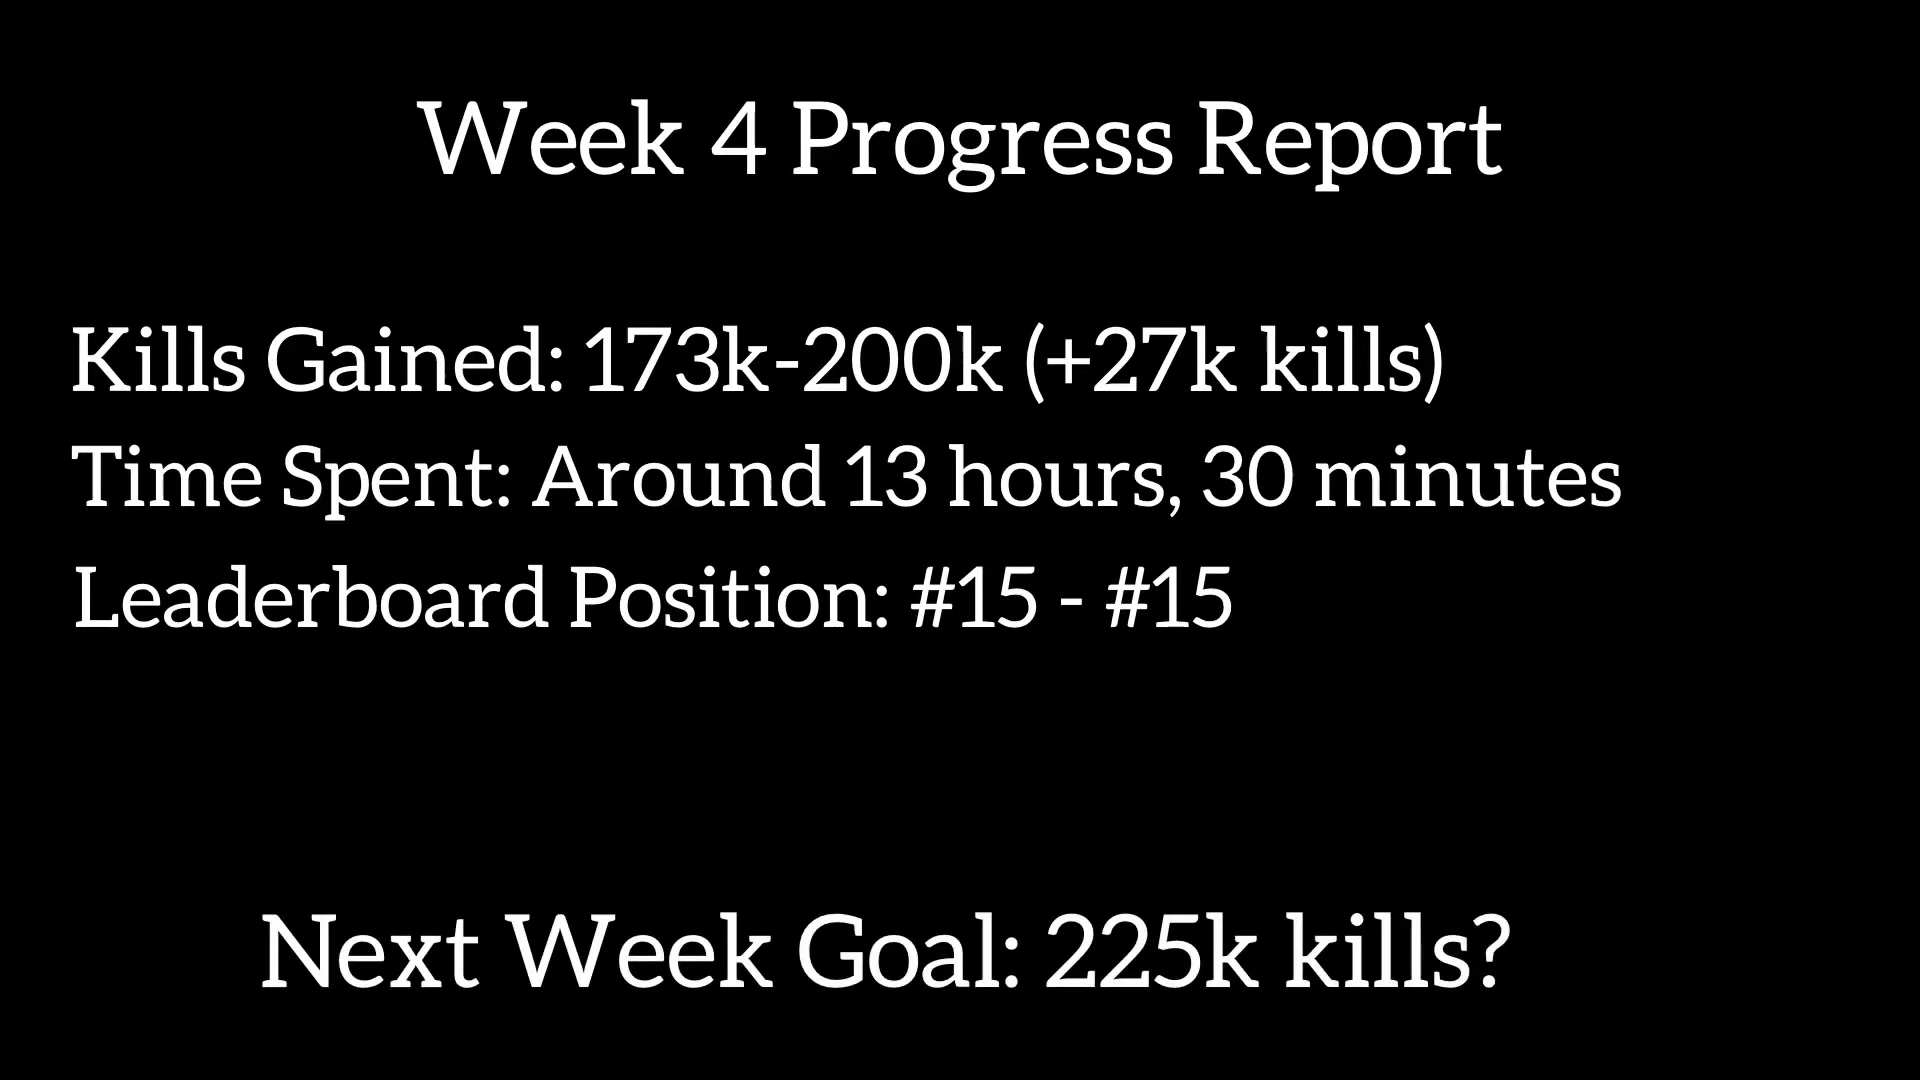 Week 4 Progress Report
Kills Gained: 173k-200k (+27k kills)
Time Spent: Around 13 hours, 30 minutes
Leaderboard Position: #15 - #15
Next Week Goal: 225k kills?